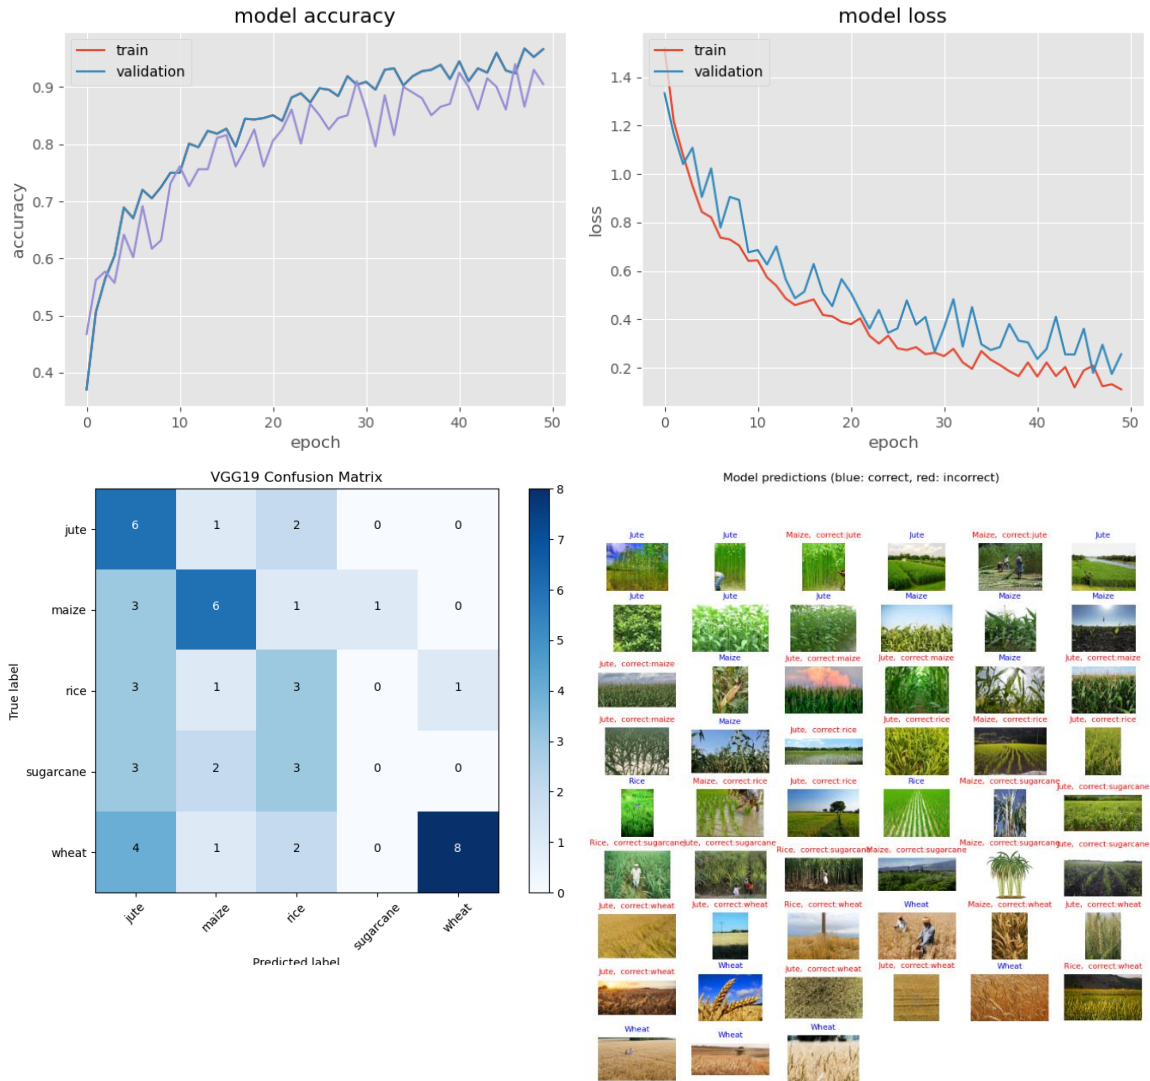 model accuracy
train
validation
0.9
0.8
0.7
0.6
0.5
0.4
accuracy
0 10 20 30 40 50
epoch
model loss
train
validation
1.4
1.2
1.0
0.8
0.6
0.4
0.2
loss
0 10 20 30 40 50
epoch
VGG19 Confusion Matrix
True label
jute 6 1 2 0 0
maize 3 6 1 1 0
rice 3 1 3 0 1
sugarcane 3 2 3 0 0
wheat 4 1 2 0 8
jute maize rice sugarcane wheat
Predicted label
8
7
6
5
4
3
2
1
0
Model predictions (blue: correct, red: incorrect)
Jute Jute Maize, correct:jute Jute Maize, correct:jute Jute
Jute Jute Jute Maize Maize Maize
Jute, correct:maize Maize Jute, correct:maize Jute, correct:maize Maize Jute, correct:maize
Jute, correct:maize Maize Jute, correct:rice Jute, correct:rice Maize, correct:rice Jute, correct:rice
Rice Maize, correct:rice Jute, correct:rice Rice Maize, correct:sugarcane Jute, correct:sugarcane
Rice, correct:sugarcane Jute, correct:sugarcane Rice, correct:sugarcane Maize, correct:sugarcane Jute, correct:sugarcane
Jute, correct:wheat Jute, correct:wheat Rice, correct:wheat Wheat Maize, correct:wheat Jute, correct:wheat
Jute, correct:wheat Wheat Jute, correct:wheat Jute, correct:wheat Wheat Rice, correct:wheat
Wheat Wheat Wheat